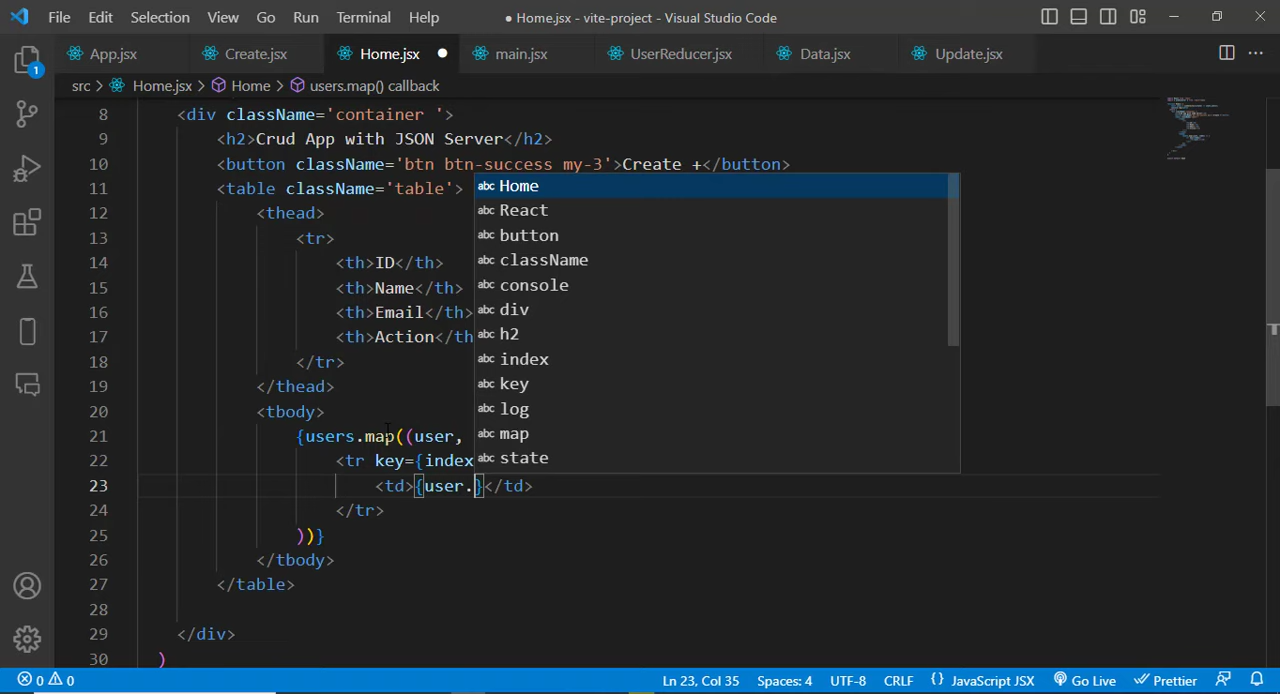 File Edit Selection View Go Run Terminal Help ● Home.jsx - vite-project - Visual Studio Code
App.jsx Create.jsx Home.jsx main.jsx UserReducer.jsx Data.jsx Update.jsx
1
src > Home.jsx > Home > users.map() callback
8 <div className='container '>
9 <h2>Crud App with JSON Server</h2>
10 <button className='btn btn-success my-3'>Create +</button>
11 <table className='table'>
abc Home
12 <thead>
abc React
13 <tr>
abc button
14 <th>ID</th>
abc className
15 <th>Name</th>
abc console
16 <th>Email</th>
abc div
17 <th>Action</th
abc h2
18 </tr>
abc index
19 </thead>
abc key
20 <tbody>
abc log
21 {users.map((user,
abc map
22 <tr key={index
abc state
23 <td>{user.}</td>
24 </tr>
25 ))}
26 </tbody>
27 </table>
28
29 </div>
30 )
0 0 Ln 23, Col 35 Spaces: 4 UTF-8 CRLF {} JavaScript JSX Go Live Prettier